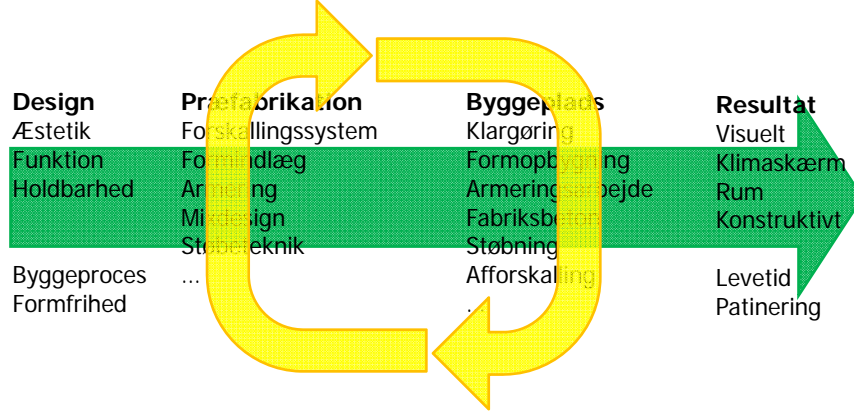 Design
Æstetik
Funktion
Holdbarhed
Byggeproces
Formfrihed
Præfabrikation
Forskallingssystem
Formindlæg
Armering
Mixdesign
Støbeteknik
...
Byggeplads
Klargøring
Formopbygning
Armeringsarbejde
Fabriksbeton
Støbning
Afforskalling
...
Resultat
Visuelt
Klimaskærm
Rum
Konstruktivt
Levetid
Patinering